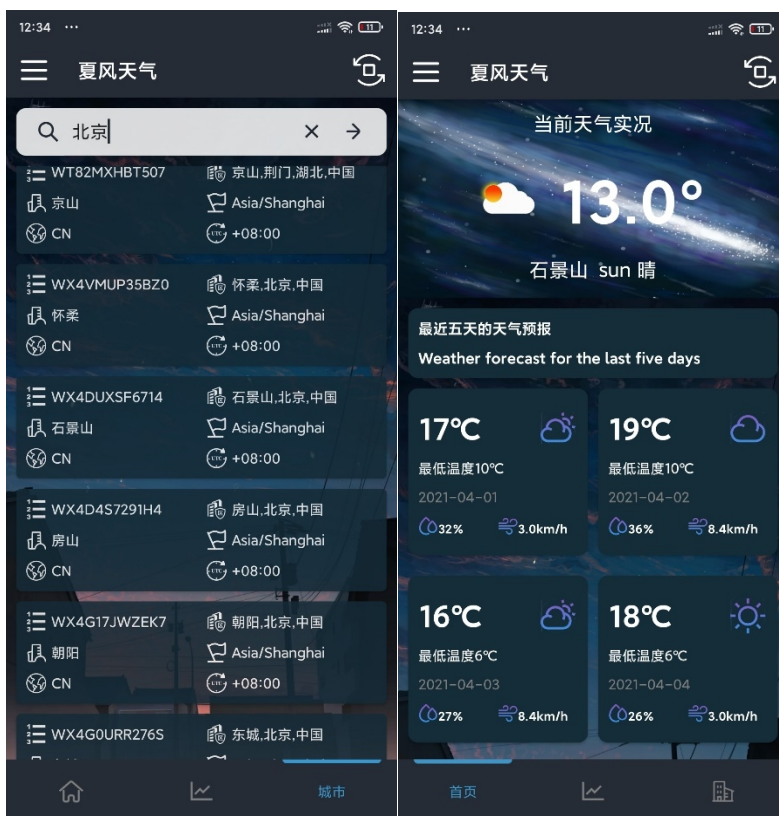 12:34 ···
11
夏风天气
北京
WT82MXHBT507 京山,荆门,湖北,中国
京山 Asia/Shanghai
CN +08:00
WX4VMUP35BZ0 怀柔,北京,中国
怀柔 Asia/Shanghai
CN +08:00
WX4DUXSF6714 石景山,北京,中国
石景山 Asia/Shanghai
CN +08:00
WX4D4S7291H4 房山,北京,中国
房山 Asia/Shanghai
CN +08:00
WX4G17JWZEK7 朝阳,北京,中国
朝阳 Asia/Shanghai
CN +08:00
WX4G0URR276S 东城,北京,中国
城市
12:34 ···
11
夏风天气
当前天气实况
13.0°
石景山 sun 晴
最近五天的天气预报
Weather forecast for the last five days
17℃ 19℃
最低温度10℃ 最低温度10℃
2021-04-01 2021-04-02
32% 3.0km/h 36% 8.4km/h
16℃ 18℃
最低温度6℃ 最低温度6℃
2021-04-03 2021-04-04
27% 8.4km/h 26% 3.0km/h
首页